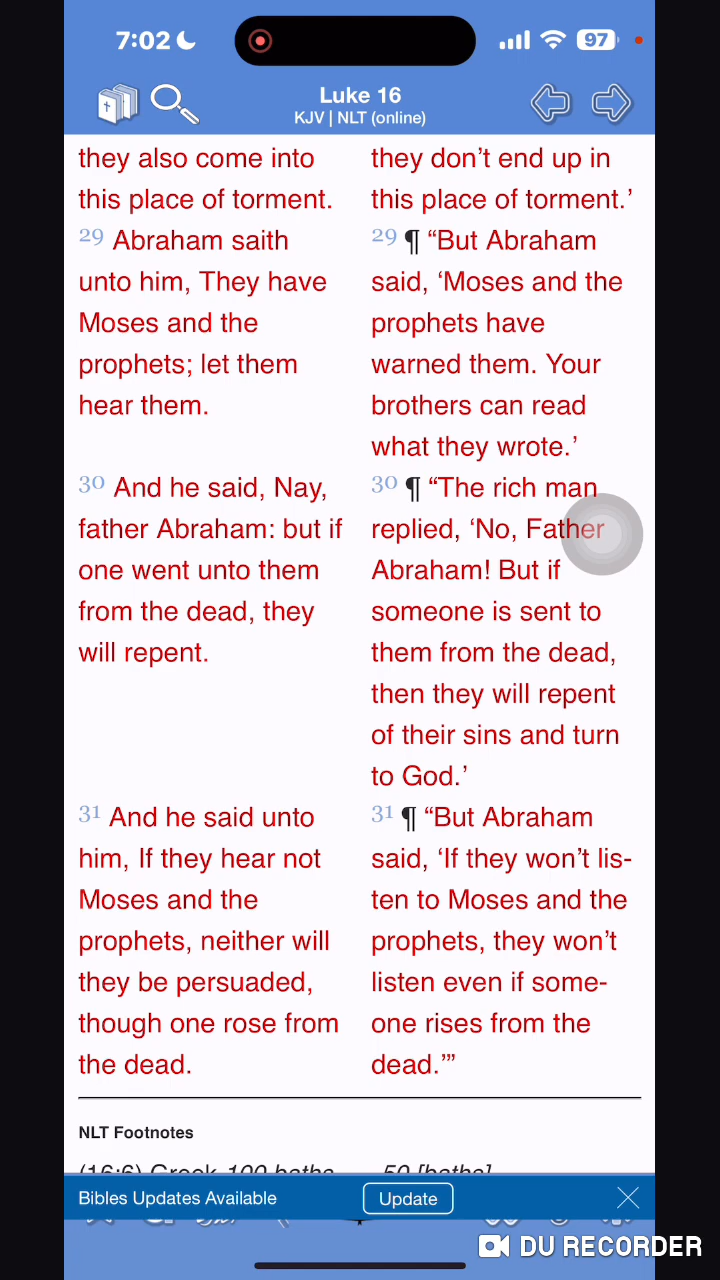 7:02
97
Luke 16
KJV | NLT (online)
they also come into
this place of torment.
29 Abraham saith
unto him, They have
Moses and the
prophets; let them
hear them.
30 And he said, Nay,
father Abraham: but if
one went unto them
from the dead, they
will repent.
31 And he said unto
him, If they hear not
Moses and the
prophets, neither will
they be persuaded,
though one rose from
the dead.
they don’t end up in
this place of torment.’
29 ¶ “But Abraham
said, ‘Moses and the
prophets have
warned them. Your
brothers can read
what they wrote.’
30 ¶ “The rich man
replied, ‘No, Father
Abraham! But if
someone is sent to
them from the dead,
then they will repent
of their sins and turn
to God.’
31 ¶ “But Abraham
said, ‘If they won’t lis-
ten to Moses and the
prophets, they won’t
listen even if some-
one rises from the
dead.’”
NLT Footnotes
(16:6) Greek 100 baths . . . 50 [baths]
Bibles Updates Available
Update
DU RECORDER